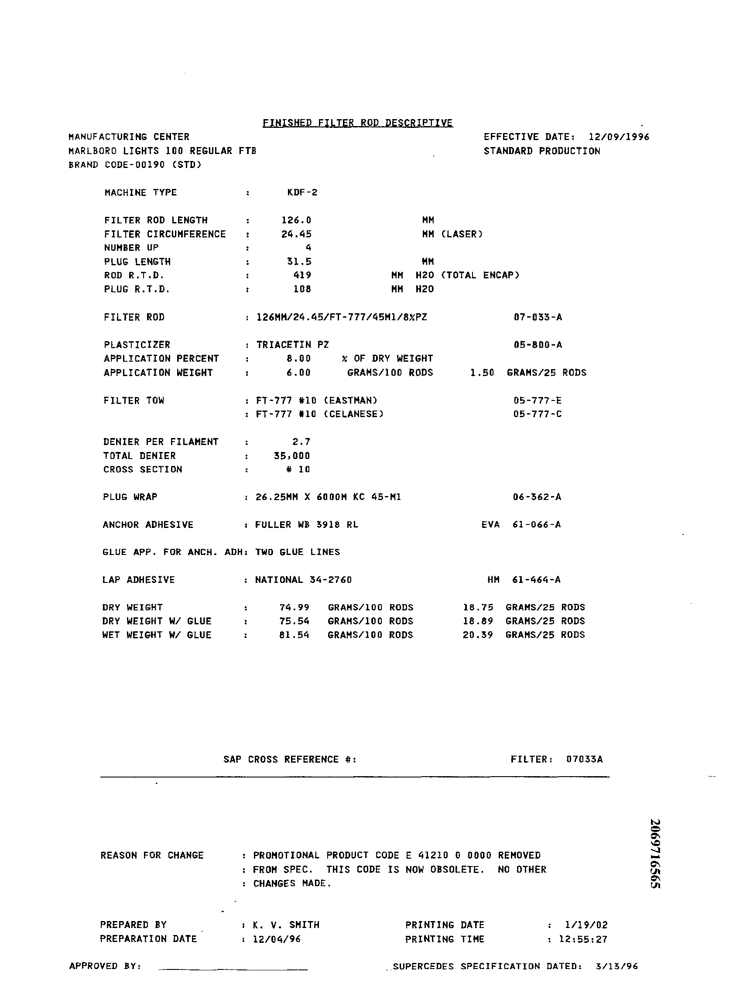 FINISHED FILTER ROD DESCRIPTIVE
MANUFACTURING CENTER EFFECTIVE DATE: 12/09/1996
MARLBORO LIGHTS 100 REGULAR FTB STANDARD PRODUCTION
BRAND CODE-00190 (STD)
MACHINE TYPE : KDF-2
FILTER ROD LENGTH : 126.0 MM
FILTER CIRCUMFERENCE : 24.45 MM (LASER)
NUMBER UP : 4
PLUG LENGTH : 31.5 MM
ROD R.T.D. : 419 MM H2O (TOTAL ENCAP)
PLUG R.T.D. : 108 MM H2O
FILTER ROD : 126MM/24.45/FT-777/45M1/8%PZ 07-033-A
PLASTICIZER : TRIACETIN PZ 05-800-A
APPLICATION PERCENT : 8.00 % OF DRY WEIGHT
APPLICATION WEIGHT : 6.00 GRAMS/100 RODS 1.50 GRAMS/25 RODS
FILTER TOW : FT-777 #10 (EASTMAN) 05-777-E
: FT-777 #10 (CELANESE) 05-777-C
DENIER PER FILAMENT : 2.7
TOTAL DENIER : 35,000
CROSS SECTION : # 10
PLUG WRAP : 26.25MM X 6000M KC 45-M1 06-362-A
ANCHOR ADHESIVE : FULLER WB 3918 RL EVA 61-066-A
GLUE APP. FOR ANCH. ADH: TWO GLUE LINES
LAP ADHESIVE : NATIONAL 34-2760 HM 61-464-A
DRY WEIGHT : 74.99 GRAMS/100 RODS 18.75 GRAMS/25 RODS
DRY WEIGHT W/ GLUE : 75.54 GRAMS/100 RODS 18.89 GRAMS/25 RODS
WET WEIGHT W/ GLUE : 81.54 GRAMS/100 RODS 20.39 GRAMS/25 RODS
SAP CROSS REFERENCE #: FILTER: 07033A
2069716565
REASON FOR CHANGE : PROMOTIONAL PRODUCT CODE E 41210 0 0000 REMOVED
: FROM SPEC. THIS CODE IS NOW OBSOLETE. NO OTHER
: CHANGES MADE.
PREPARED BY : K. V. SMITH PRINTING DATE : 1/19/02
PREPARATION DATE : 12/04/96 PRINTING TIME : 12:55:27
APPROVED BY: SUPERCEDES SPECIFICATION DATED: 3/13/96